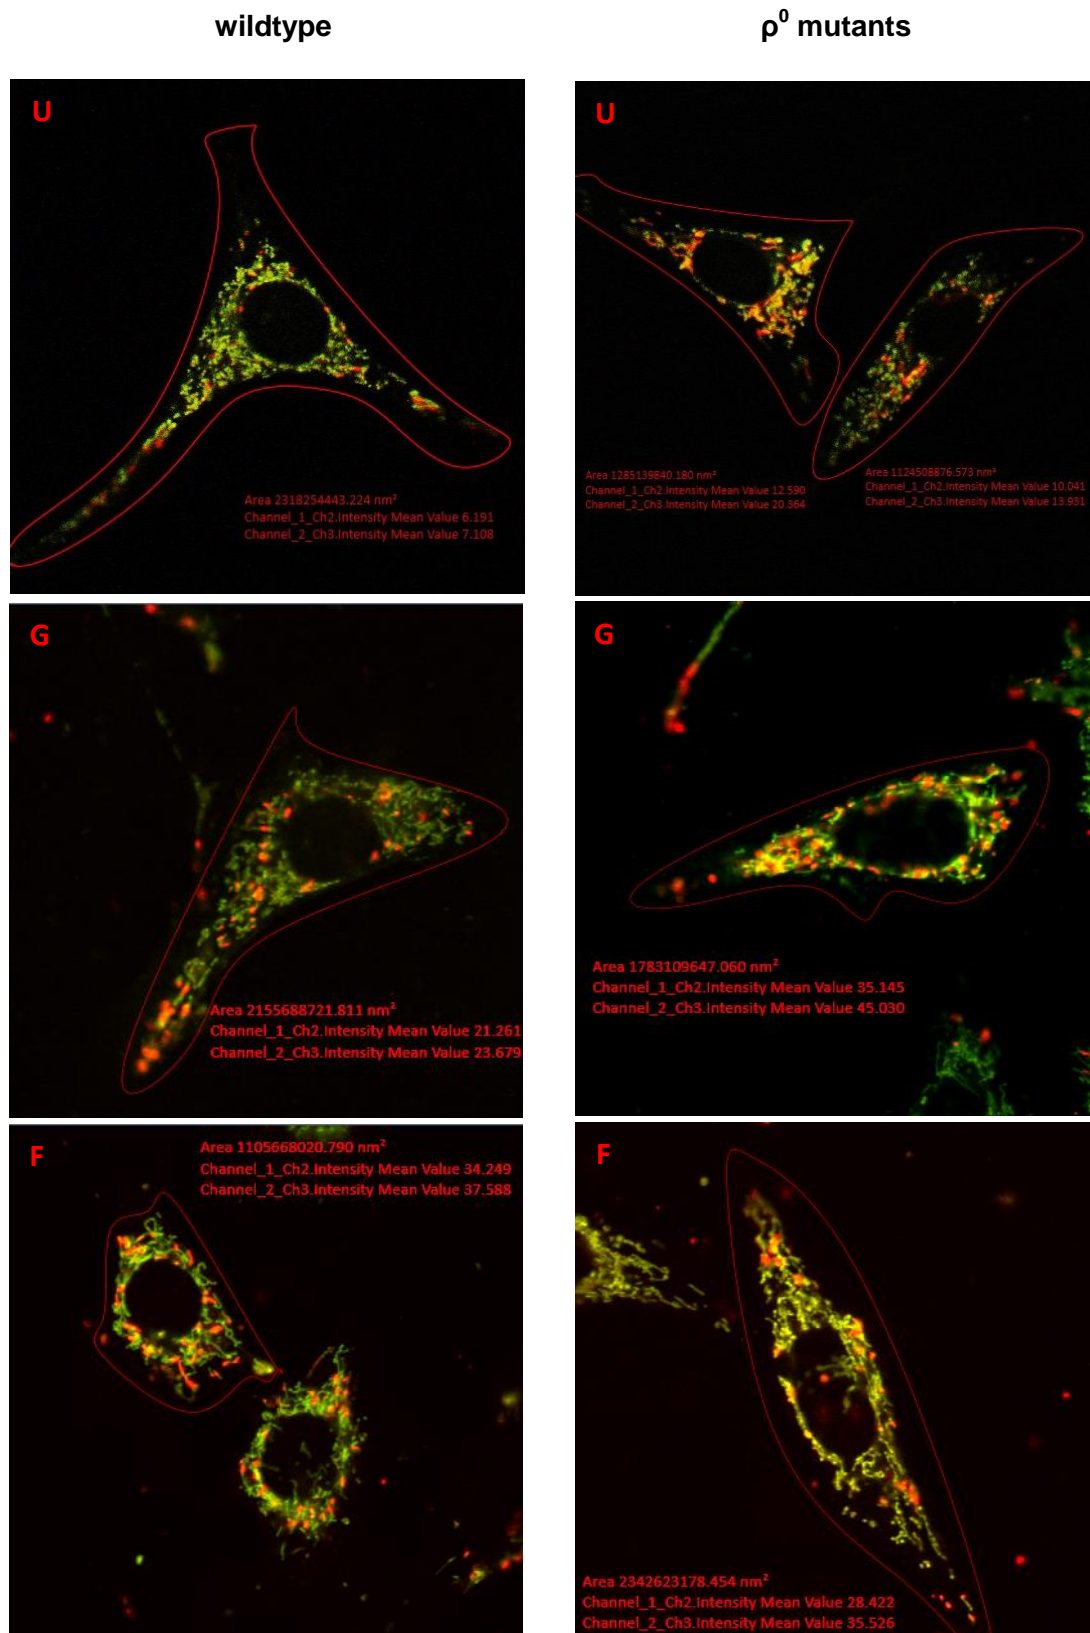 wildtype
ρ⁰ mutants
U
Area 2318254443.224 nm²
Channel_1_Ch2.Intensity Mean Value 6.191
Channel_2_Ch3.Intensity Mean Value 7.108
U
Area 1285139840.180 nm²
Channel_1_Ch2.Intensity Mean Value 12.590
Channel_2_Ch3.Intensity Mean Value 20.364
Area 1124508876.573 nm²
Channel_1_Ch2.Intensity Mean Value 10.041
Channel_2_Ch3.Intensity Mean Value 13.931
G
Area 2155688721.811 nm²
Channel_1_Ch2.Intensity Mean Value 21.261
Channel_2_Ch3.Intensity Mean Value 23.679
G
Area 1783109647.060 nm²
Channel_1_Ch2.Intensity Mean Value 35.145
Channel_2_Ch3.Intensity Mean Value 45.030
F
Area 1105668020.790 nm²
Channel_1_Ch2.Intensity Mean Value 34.249
Channel_2_Ch3.Intensity Mean Value 37.588
F
Area 2342623178.454 nm²
Channel_1_Ch2.Intensity Mean Value 28.422
Channel_2_Ch3.Intensity Mean Value 35.526